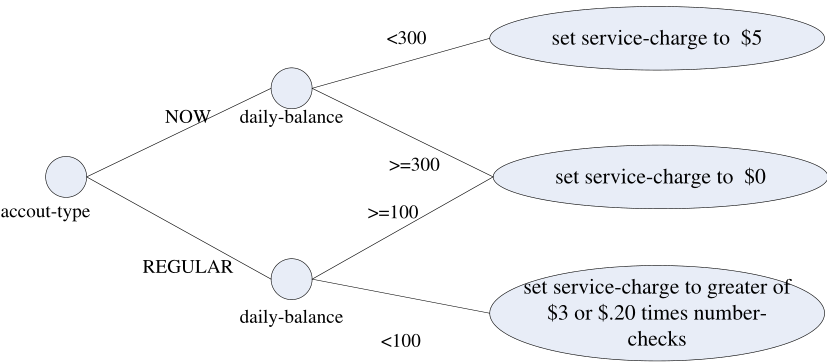 <300
set service-charge to $5
NOW
daily-balance
>=300
set service-charge to $0
accout-type
>=100
REGULAR
daily-balance
<100
set service-charge to greater of
$3 or $.20 times number-
checks